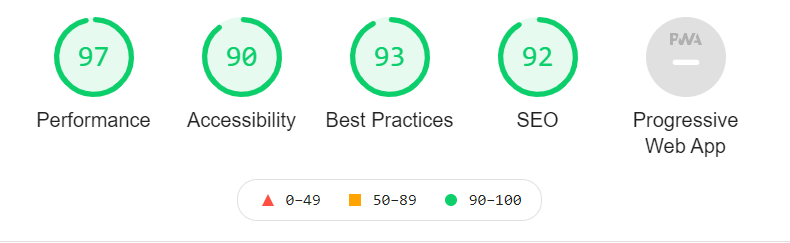 97 90 93 92 PWA
Performance Accessibility Best Practices SEO Progressive
Web App
0–49 50–89 90–100